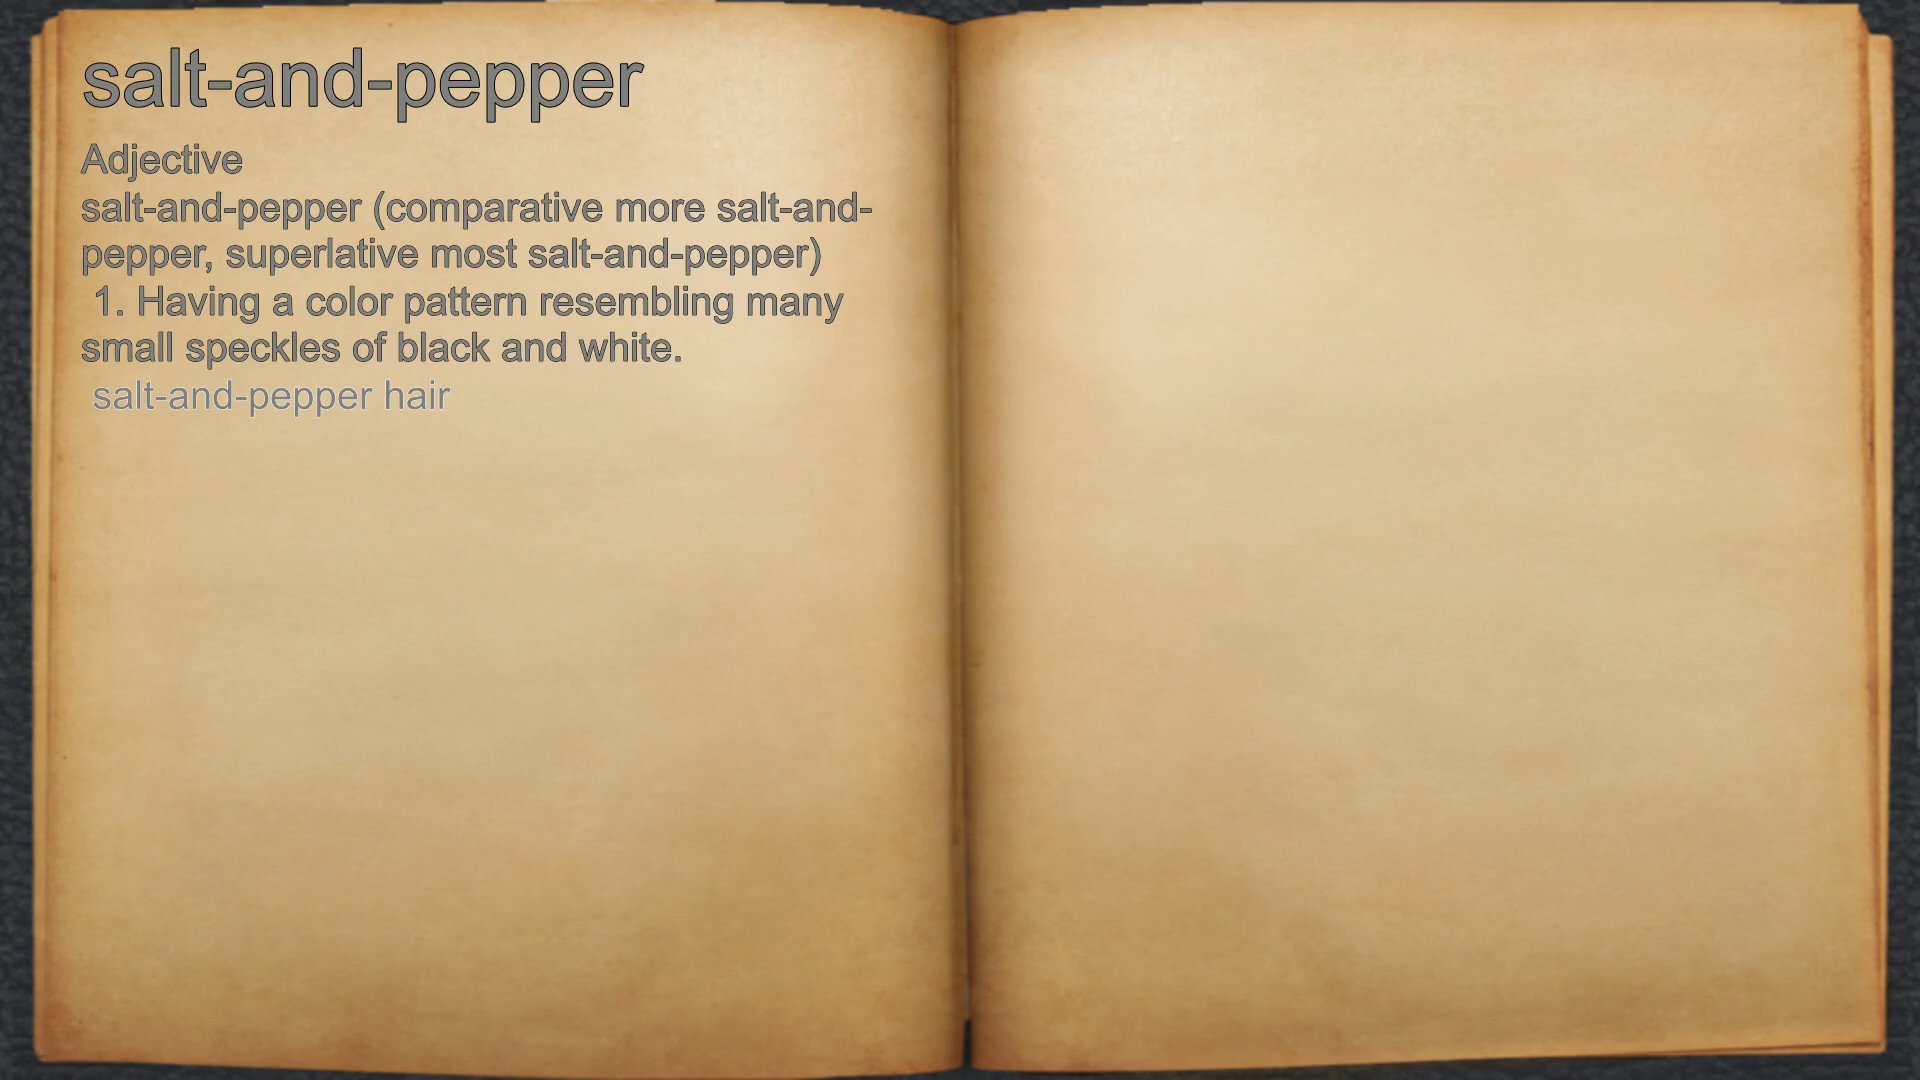 salt-and-pepper
Adjective
salt-and-pepper (comparative more salt-and-
pepper, superlative most salt-and-pepper)
1. Having a color pattern resembling many
small speckles of black and white.
salt-and-pepper hair